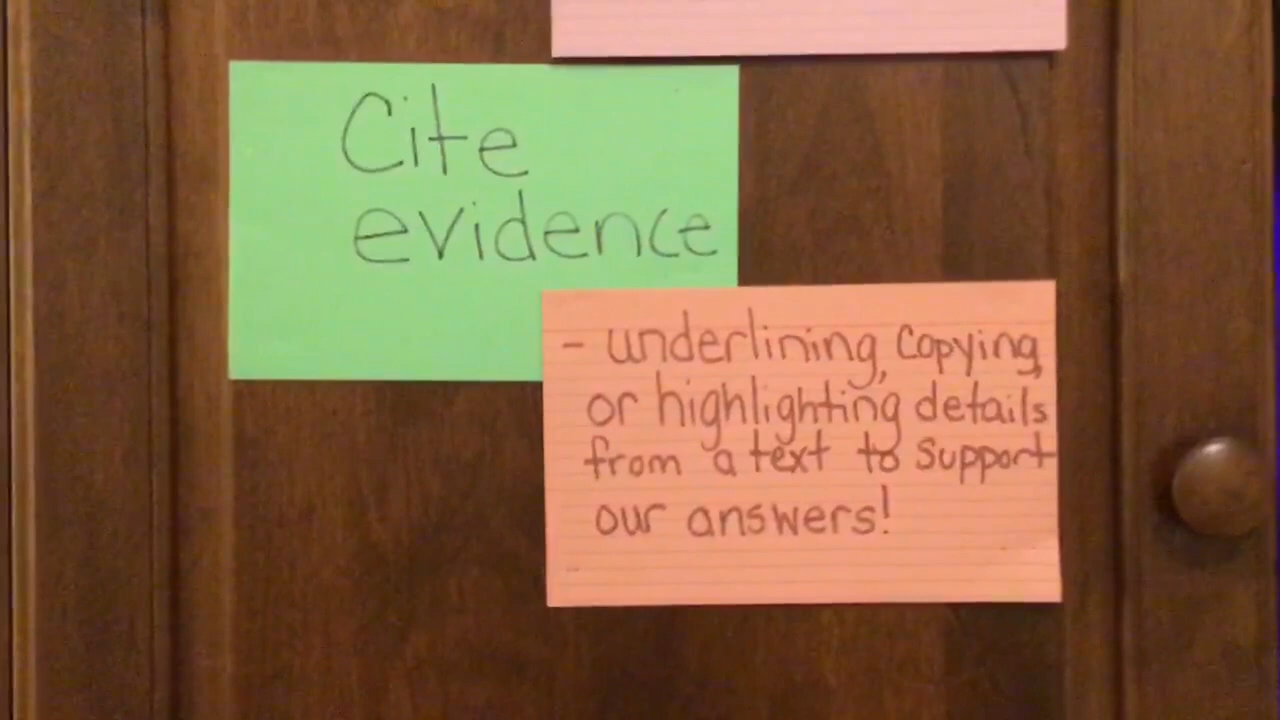 Cite
evidence
- underlining, copying,
or highlighting details
from a text to support
our answers!